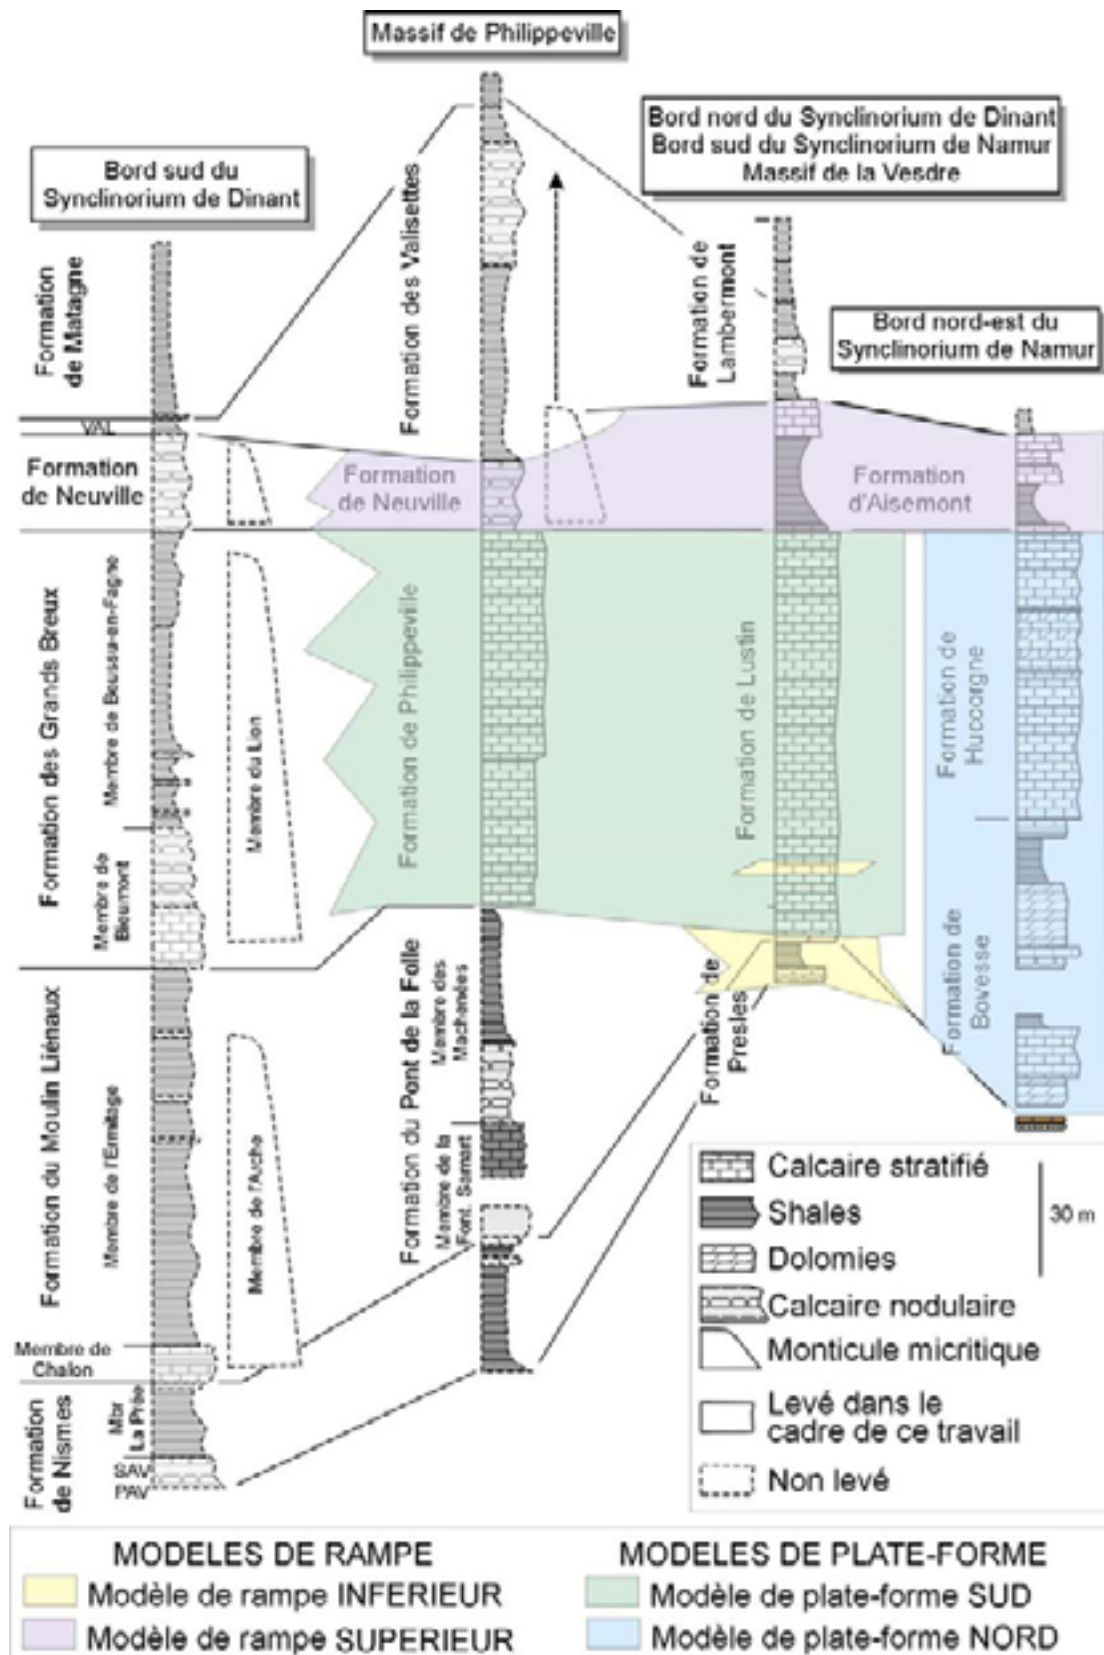 Massif de Philippeville
Bord sud du
Synclinorium de Dinant
Bord nord du Synclinorium de Dinant
Bord sud du Synclinorium de Namur
Massif de la Vesdre
Bord nord-est du
Synclinorium de Namur
Formation
de Matagne
VAL
Formation
de Neuville
Formation des Grands Breux
Membre de Boussu-en-Fagne
Membre de
Bieumont
Membre du Lion
Formation du Moulin Liénaux
Membre de l'Ermitage
Membre de l'Arche
Membre de
Chalon
Formation
de Nismes
Mbr
La Prée
SAV
PAV
Formation des Valisettes
Formation
de Neuville
Formation de Philippeville
Formation du Pont de la Folle
Membre des
Machenées
Membre de la
Font. Samart
Formation de
Lambermont
Formation
d'Aisemont
Formation de Lustin
Formation de
Presles
Formation de
Huccorgne
Formation de
Bovesse
Calcaire stratifié
Shales
Dolomies
Calcaire nodulaire
Monticule micritique
Levé dans le
cadre de ce travail
Non levé
30 m
MODELES DE RAMPE
Modèle de rampe INFERIEUR
Modèle de rampe SUPERIEUR
MODELES DE PLATE-FORME
Modèle de plate-forme SUD
Modèle de plate-forme NORD